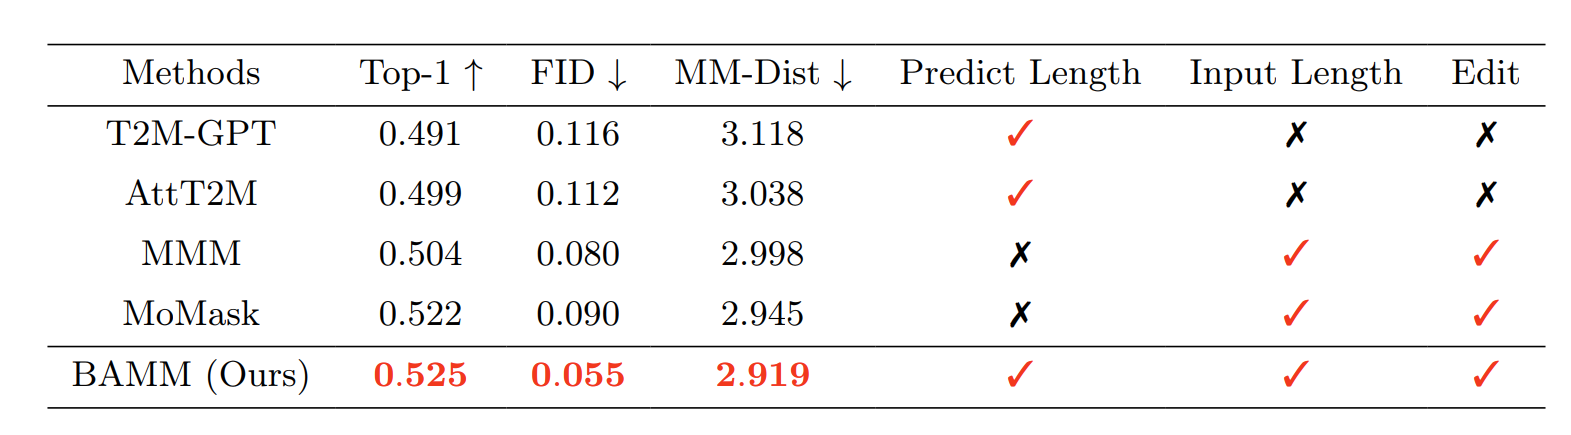 Methods Top-1 ↑ FID ↓ MM-Dist ↓ Predict Length Input Length Edit
T2M-GPT 0.491 0.116 3.118 ✓ ✗ ✗
AttT2M 0.499 0.112 3.038 ✓ ✗ ✗
MMM 0.504 0.080 2.998 ✗ ✓ ✓
MoMask 0.522 0.090 2.945 ✗ ✓ ✓
BAMM (Ours) 0.525 0.055 2.919 ✓ ✓ ✓